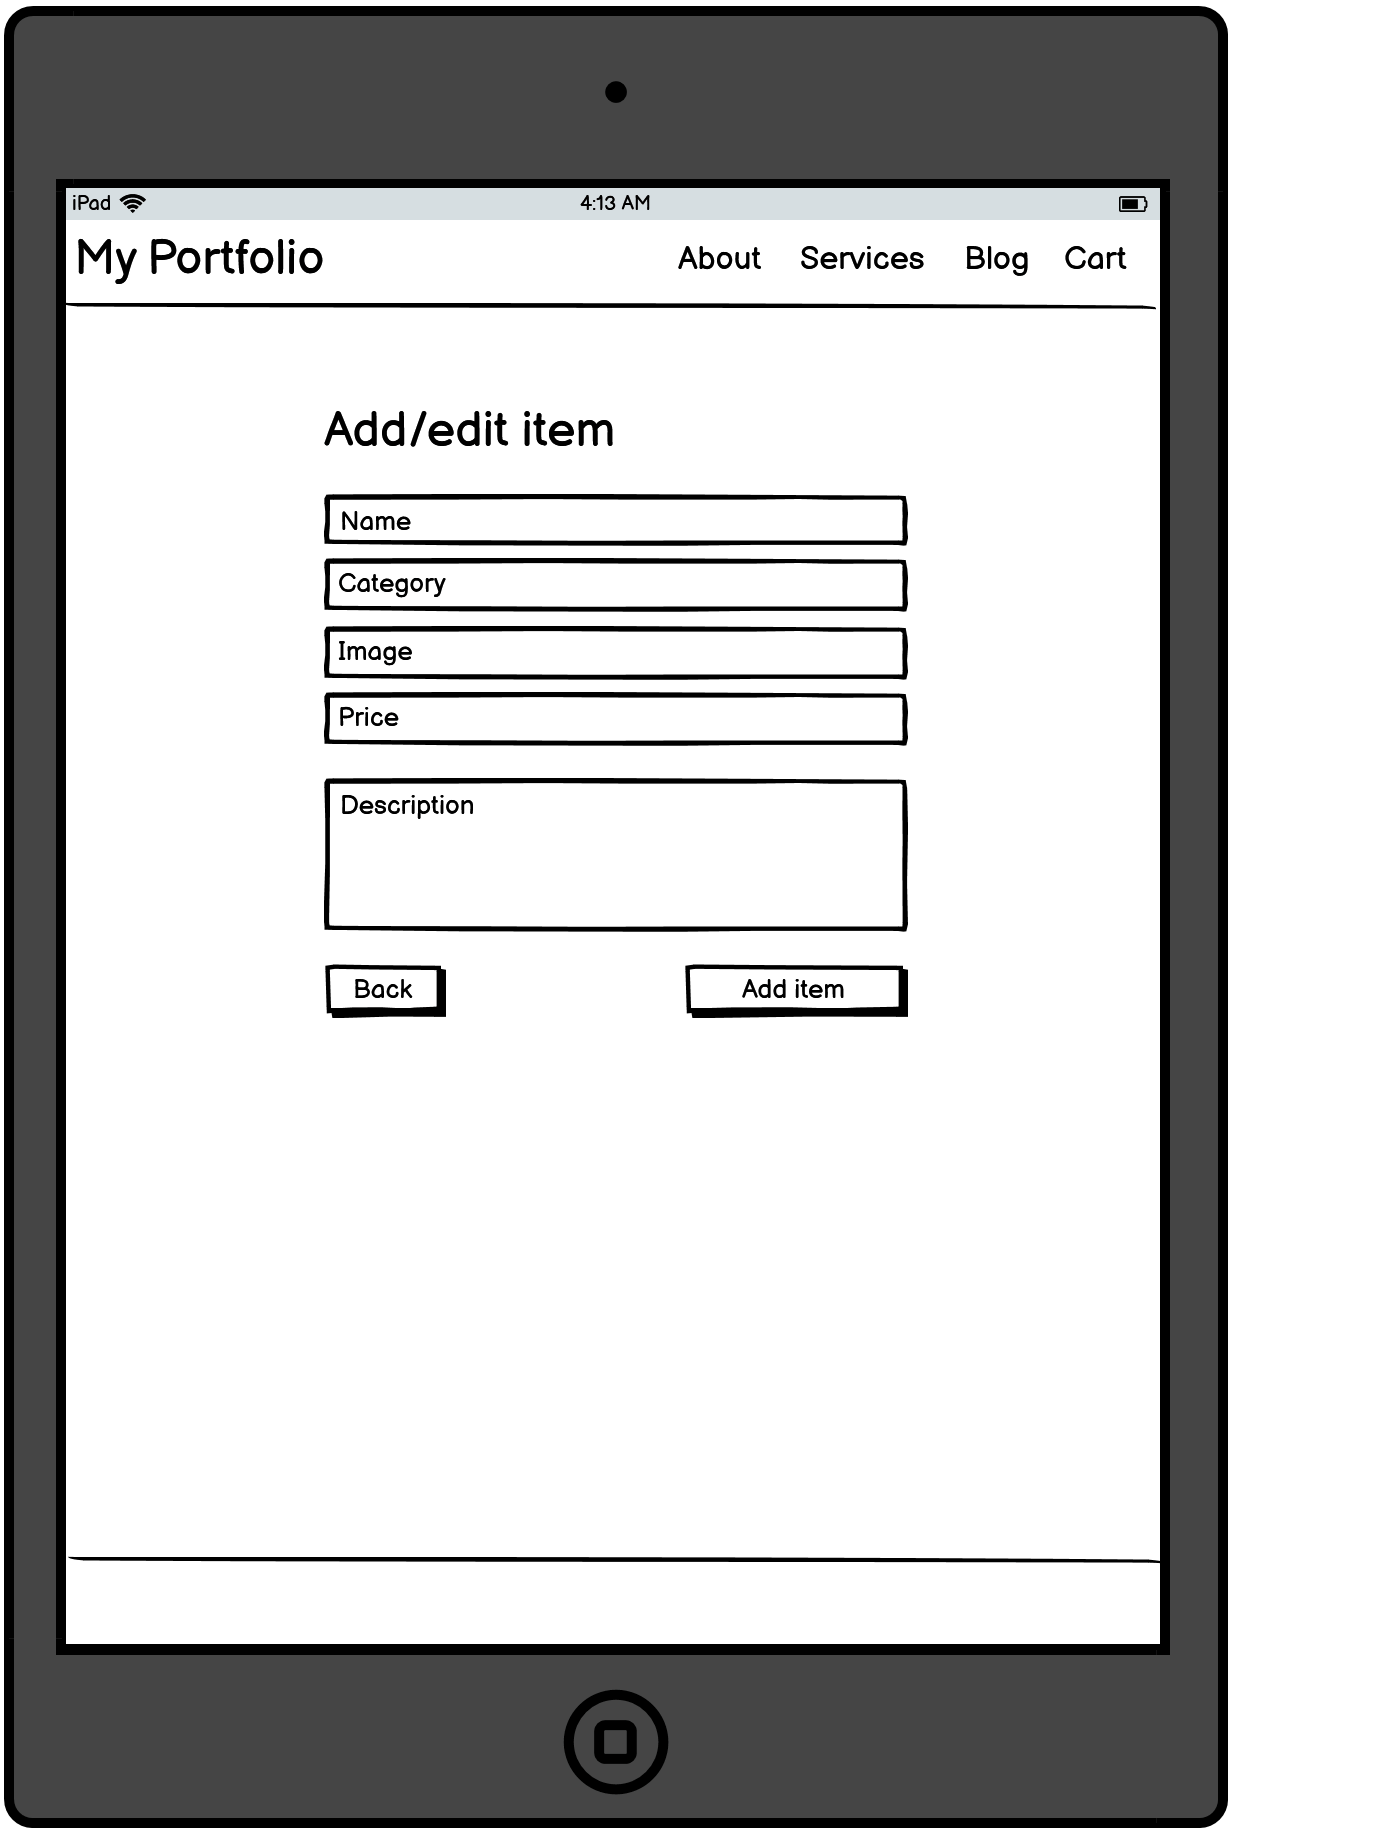 iPad 4:13 AM
My Portfolio About Services Blog Cart
Add/edit item
Name
Category
Image
Price
Description
Back Add item